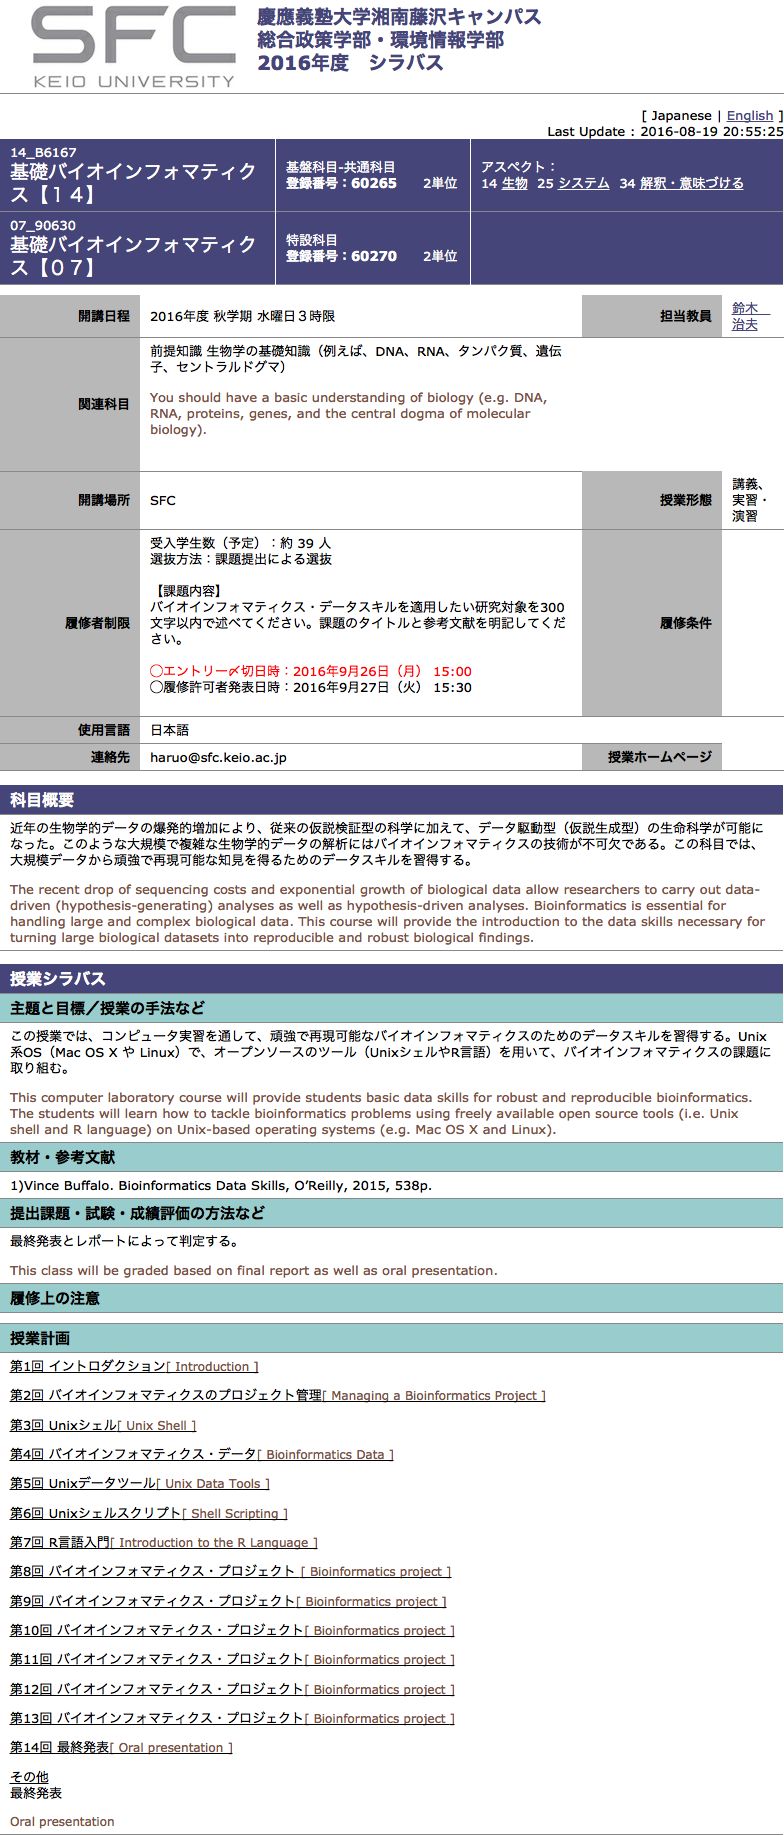 SFC
KEIO UNIVERSITY
慶應義塾大学湘南藤沢キャンパス
総合政策学部・環境情報学部
2016年度　シラバス
[ Japanese | English ]
Last Update : 2016-08-19 20:55:25
14_B6167
基礎バイオインフォマティク
ス【１４】
基盤科目-共通科目
登録番号：60265 2単位
アスペクト：
14 生物 25 システム 34 解釈・意味づける
07_90630
基礎バイオインフォマティク
ス【０７】
特設科目
登録番号：60270 2単位
開講日程
2016年度 秋学期 水曜日３時限
担当教員
鈴木
治夫
関連科目
前提知識 生物学の基礎知識（例えば、DNA、RNA、タンパク質、遺伝
子、セントラルドグマ）
You should have a basic understanding of biology (e.g. DNA,
RNA, proteins, genes, and the central dogma of molecular
biology).
開講場所
SFC
授業形態
講義、
実習・
演習
履修者制限
受入学生数（予定）：約 39 人
選抜方法：課題提出による選抜
【課題内容】
バイオインフォマティクス・データスキルを適用したい研究対象を300
文字以内で述べてください。課題のタイトルと参考文献を明記してくだ
さい。
◯エントリー〆切日時：2016年9月26日（月） 15:00
◯履修許可者発表日時：2016年9月27日（火） 15:30
履修条件
使用言語
日本語
連絡先
haruo@sfc.keio.ac.jp
授業ホームページ
科目概要
近年の生物学的データの爆発的増加により、従来の仮説検証型の科学に加えて、データ駆動型（仮説生成型）の生命科学が可能に
なった。このような大規模で複雑な生物学的データの解析にはバイオインフォマティクスの技術が不可欠である。この科目では、
大規模データから頑強で再現可能な知見を得るためのデータスキルを習得する。
The recent drop of sequencing costs and exponential growth of biological data allow researchers to carry out data-
driven (hypothesis-generating) analyses as well as hypothesis-driven analyses. Bioinformatics is essential for
handling large and complex biological data. This course will provide the introduction to the data skills necessary for
turning large biological datasets into reproducible and robust biological findings.
授業シラバス
主題と目標／授業の手法など
この授業では、コンピュータ実習を通して、頑強で再現可能なバイオインフォマティクスのためのデータスキルを習得する。Unix
系OS（Mac OS X や Linux）で、オープンソースのツール（UnixシェルやR言語）を用いて、バイオインフォマティクスの課題に
取り組む。
This computer laboratory course will provide students basic data skills for robust and reproducible bioinformatics.
The students will learn how to tackle bioinformatics problems using freely available open source tools (i.e. Unix
shell and R language) on Unix-based operating systems (e.g. Mac OS X and Linux).
教材・参考文献
1)Vince Buffalo. Bioinformatics Data Skills, O’Reilly, 2015, 538p.
提出課題・試験・成績評価の方法など
最終発表とレポートによって判定する。
This class will be graded based on final report as well as oral presentation.
履修上の注意
授業計画
第1回 イントロダクション[ Introduction ]
第2回 バイオインフォマティクスのプロジェクト管理[ Managing a Bioinformatics Project ]
第3回 Unixシェル[ Unix Shell ]
第4回 バイオインフォマティクス・データ[ Bioinformatics Data ]
第5回 Unixデータツール[ Unix Data Tools ]
第6回 Unixシェルスクリプト[ Shell Scripting ]
第7回 R言語入門[ Introduction to the R Language ]
第8回 バイオインフォマティクス・プロジェクト [ Bioinformatics project ]
第9回 バイオインフォマティクス・プロジェクト[ Bioinformatics project ]
第10回 バイオインフォマティクス・プロジェクト[ Bioinformatics project ]
第11回 バイオインフォマティクス・プロジェクト[ Bioinformatics project ]
第12回 バイオインフォマティクス・プロジェクト[ Bioinformatics project ]
第13回 バイオインフォマティクス・プロジェクト[ Bioinformatics project ]
第14回 最終発表[ Oral presentation ]
その他
最終発表
Oral presentation